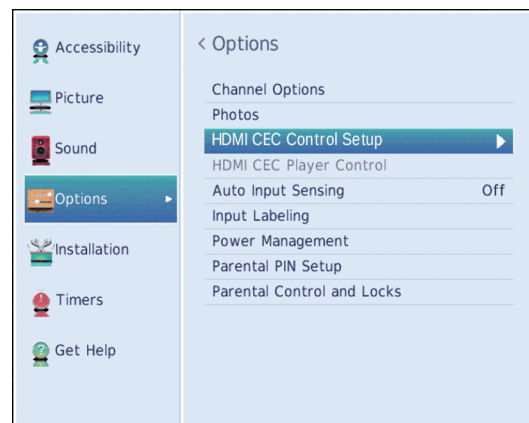 Accessibility
Picture
Sound
Options
Installation
Timers
Get Help
< Options
Channel Options
Photos
HDMI CEC Control Setup
HDMI CEC Player Control
Auto Input Sensing Off
Input Labeling
Power Management
Parental PIN Setup
Parental Control and Locks